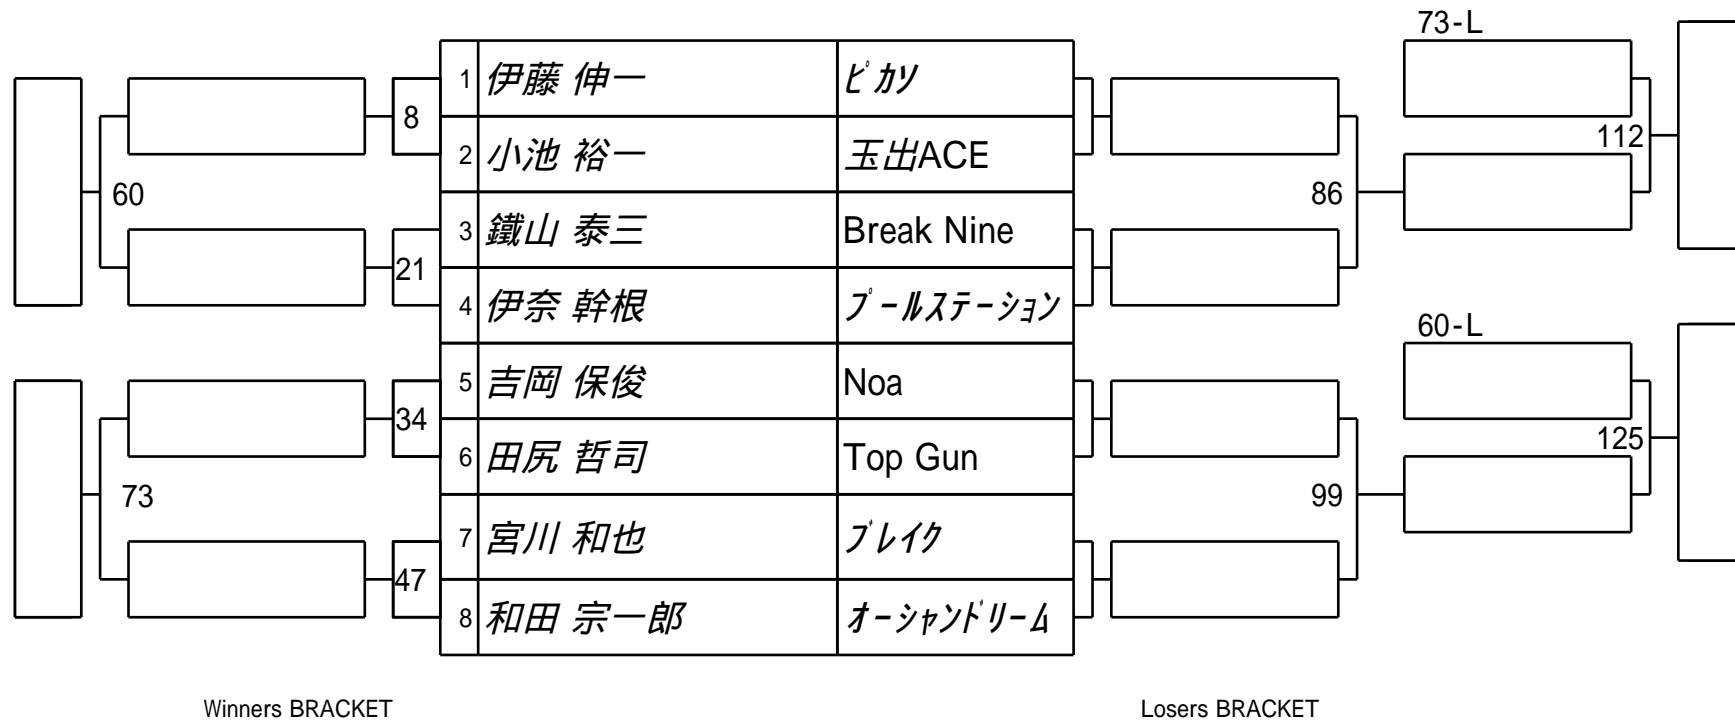 73-L
1 伊藤 伸一 ﾋﾟｶｿ
8
2 小池 裕一 玉出ACE
112
60
86
3 鐵山 泰三 Break Nine
21
4 伊奈 幹根 ﾌﾟｰﾙｽﾃｰｼｮﾝ
60-L
5 吉岡 保俊 Noa
34
6 田尻 哲司 Top Gun
125
73
99
7 宮川 和也 ﾌﾞﾚｲｸ
47
8 和田 宗一郎 ｵｰｼｬﾝﾄﾞﾘｰﾑ
Winners BRACKET
Losers BRACKET